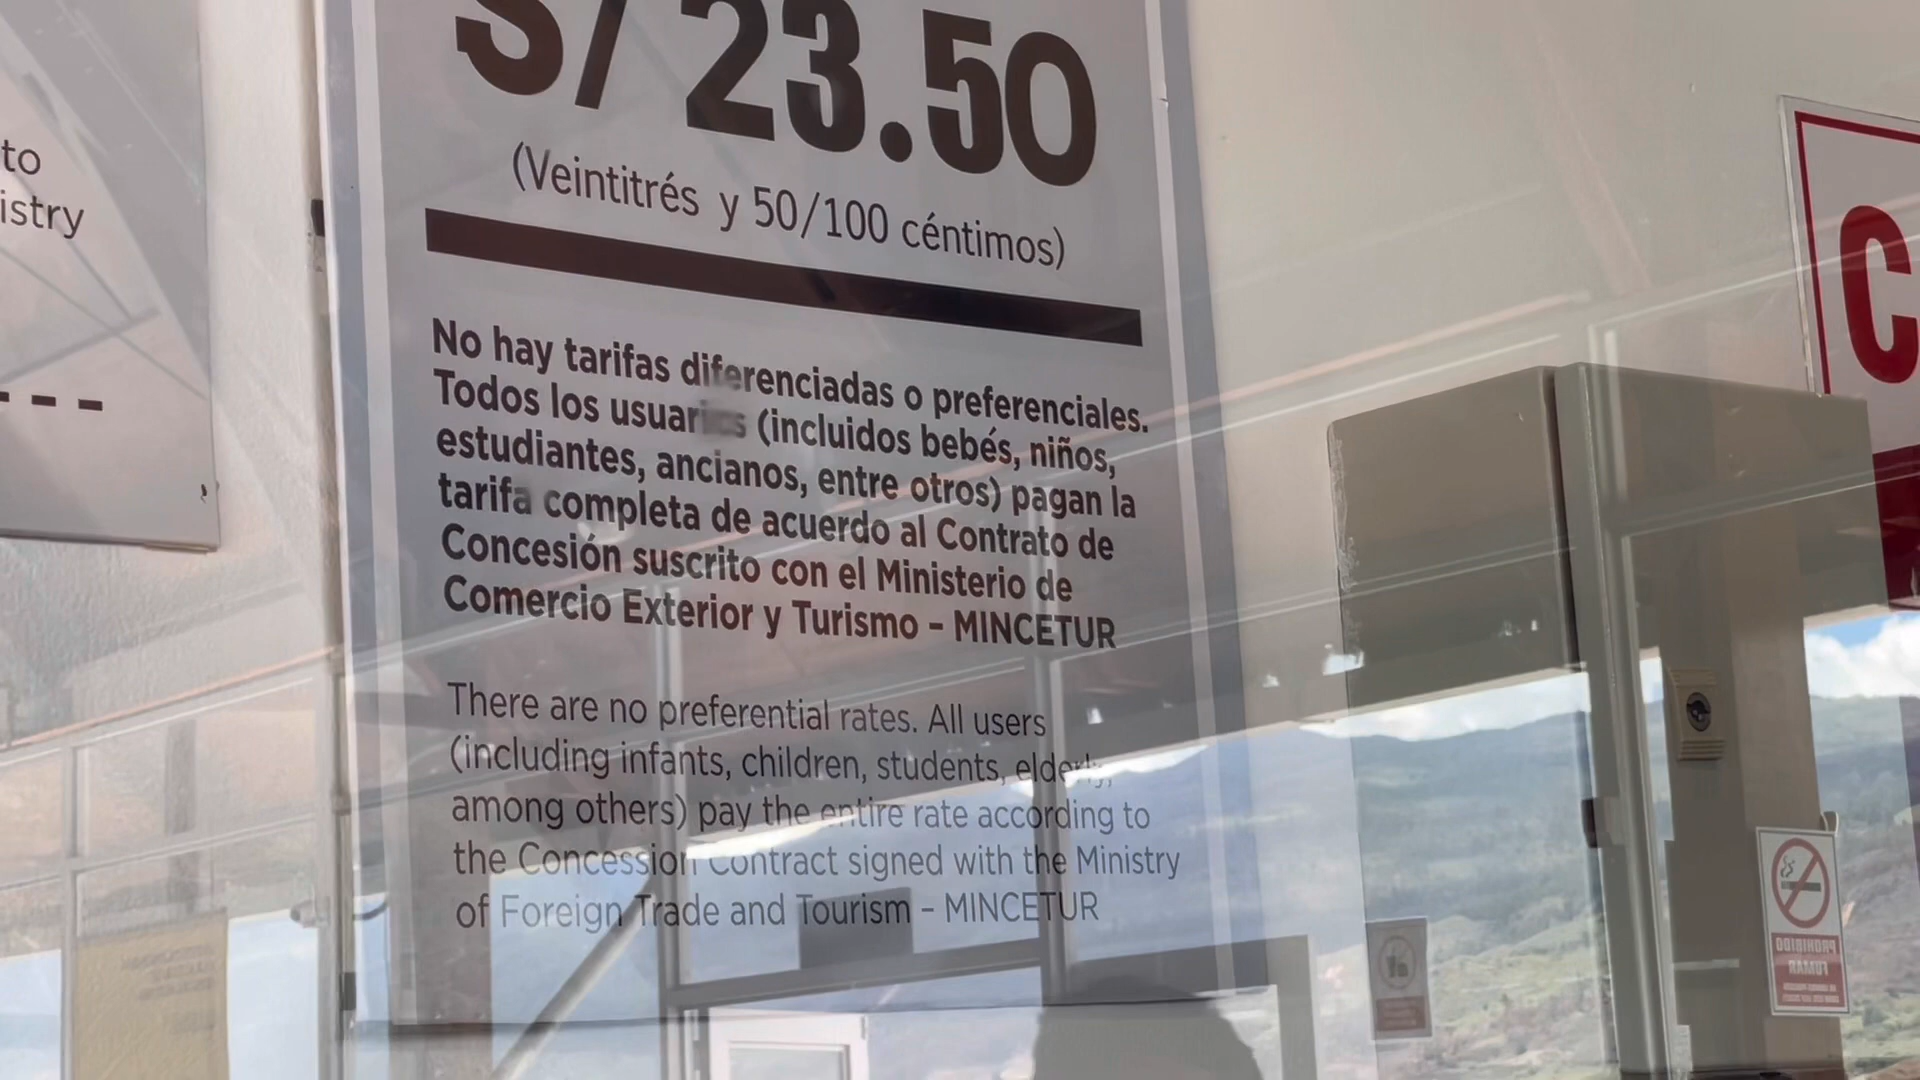 to
istry
---
S/ 23.50
(Veintitrés y 50/100 céntimos)
No hay tarifas diferenciadas o preferenciales.
Todos los usuarios (incluidos bebés, niños,
estudiantes, ancianos, entre otros) pagan la
tarifa completa de acuerdo al Contrato de
Concesión suscrito con el Ministerio de
Comercio Exterior y Turismo - MINCETUR
There are no preferential rates. All users
(including infants, children, students, elderly,
among others) pay the entire rate according to
the Concession Contract signed with the Ministry
of Foreign Trade and Tourism - MINCETUR
C
PROHIBIDO
FUMAR